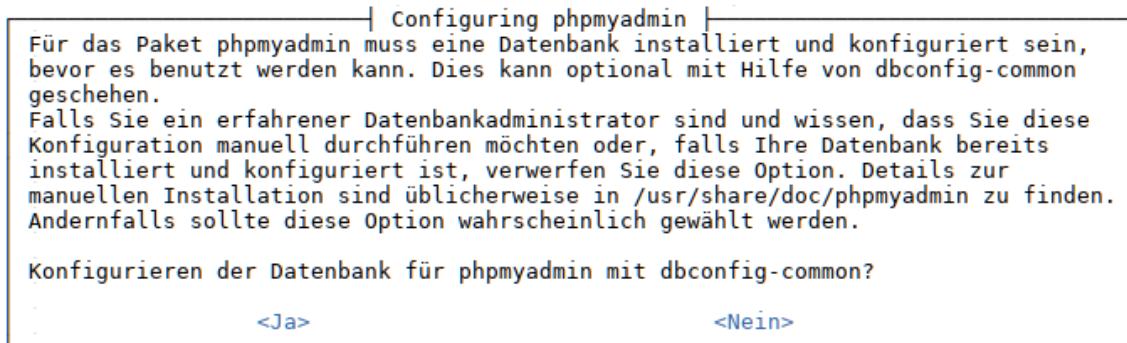 Configuring phpmyadmin
Für das Paket phpmyadmin muss eine Datenbank installiert und konfiguriert sein,
bevor es benutzt werden kann. Dies kann optional mit Hilfe von dbconfig-common
geschehen.
Falls Sie ein erfahrener Datenbankadministrator sind und wissen, dass Sie diese
Konfiguration manuell durchführen möchten oder, falls Ihre Datenbank bereits
installiert und konfiguriert ist, verwerfen Sie diese Option. Details zur
manuellen Installation sind üblicherweise in /usr/share/doc/phpmyadmin zu finden.
Andernfalls sollte diese Option wahrscheinlich gewählt werden.
Konfigurieren der Datenbank für phpmyadmin mit dbconfig-common?
<Ja> <Nein>